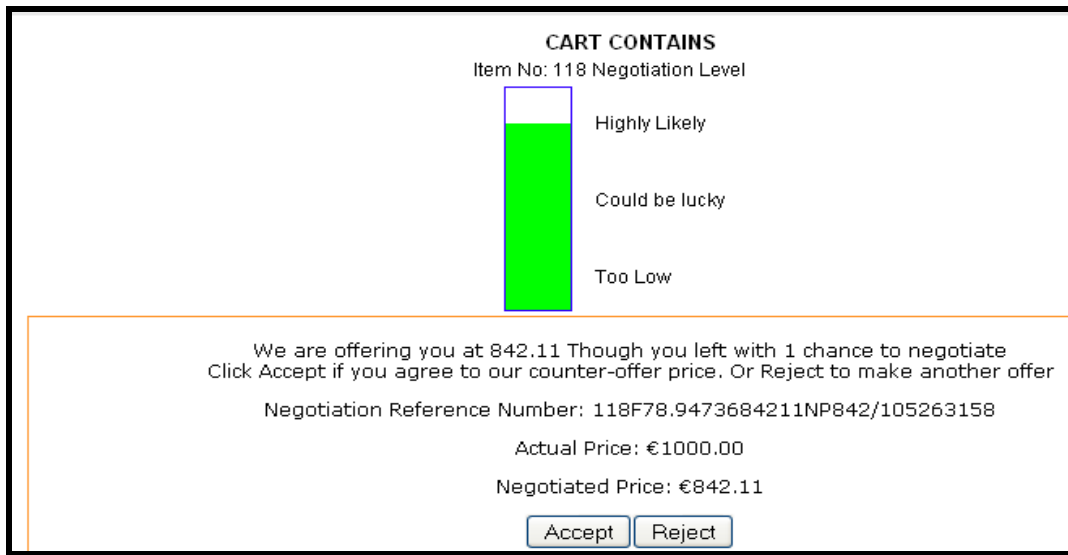 CART CONTAINS
Item No: 118 Negotiation Level
Highly Likely
Could be lucky
Too Low
We are offering you at 842.11 Though you left with 1 chance to negotiate
Click Accept if you agree to our counter-offer price. Or Reject to make another offer
Negotiation Reference Number: 118F78.9473684211NP842/105263158
Actual Price: €1000.00
Negotiated Price: €842.11
Accept Reject